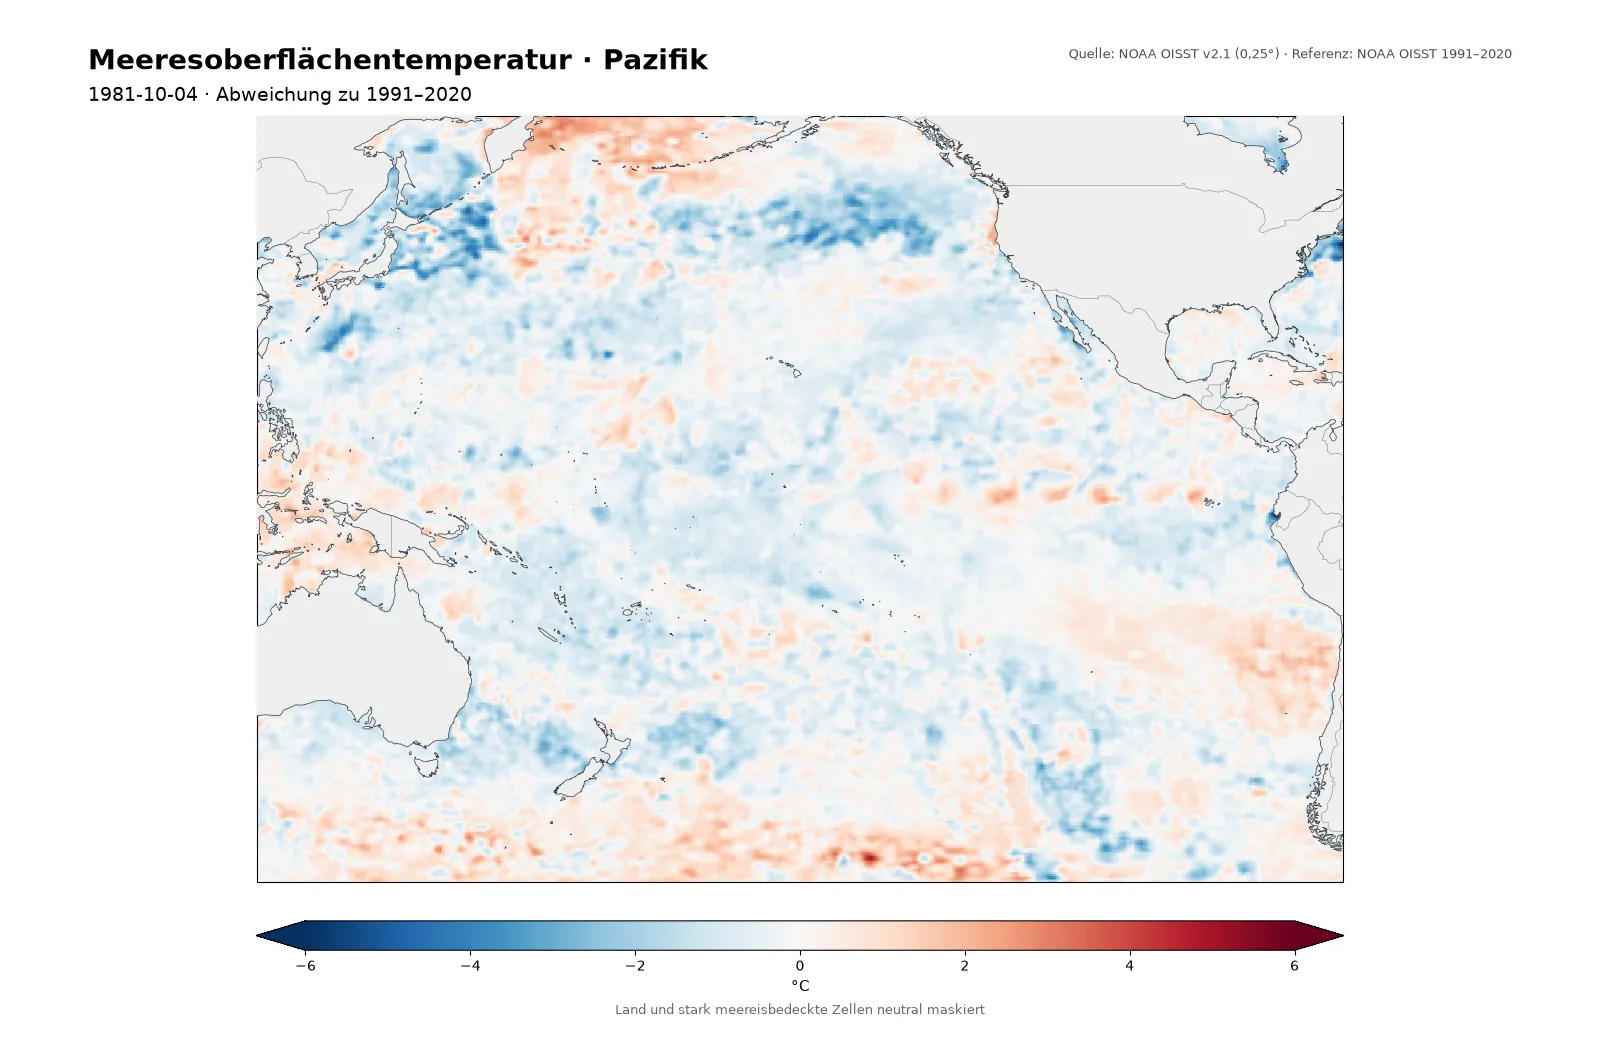 Meeresoberflächentemperatur · Pazifik
Quelle: NOAA OISST v2.1 (0,25°) · Referenz: NOAA OISST 1991–2020
1981-10-04 · Abweichung zu 1991–2020
−6 −4 −2 0 2 4 6
°C
Land und stark meereisbedeckte Zellen neutral maskiert